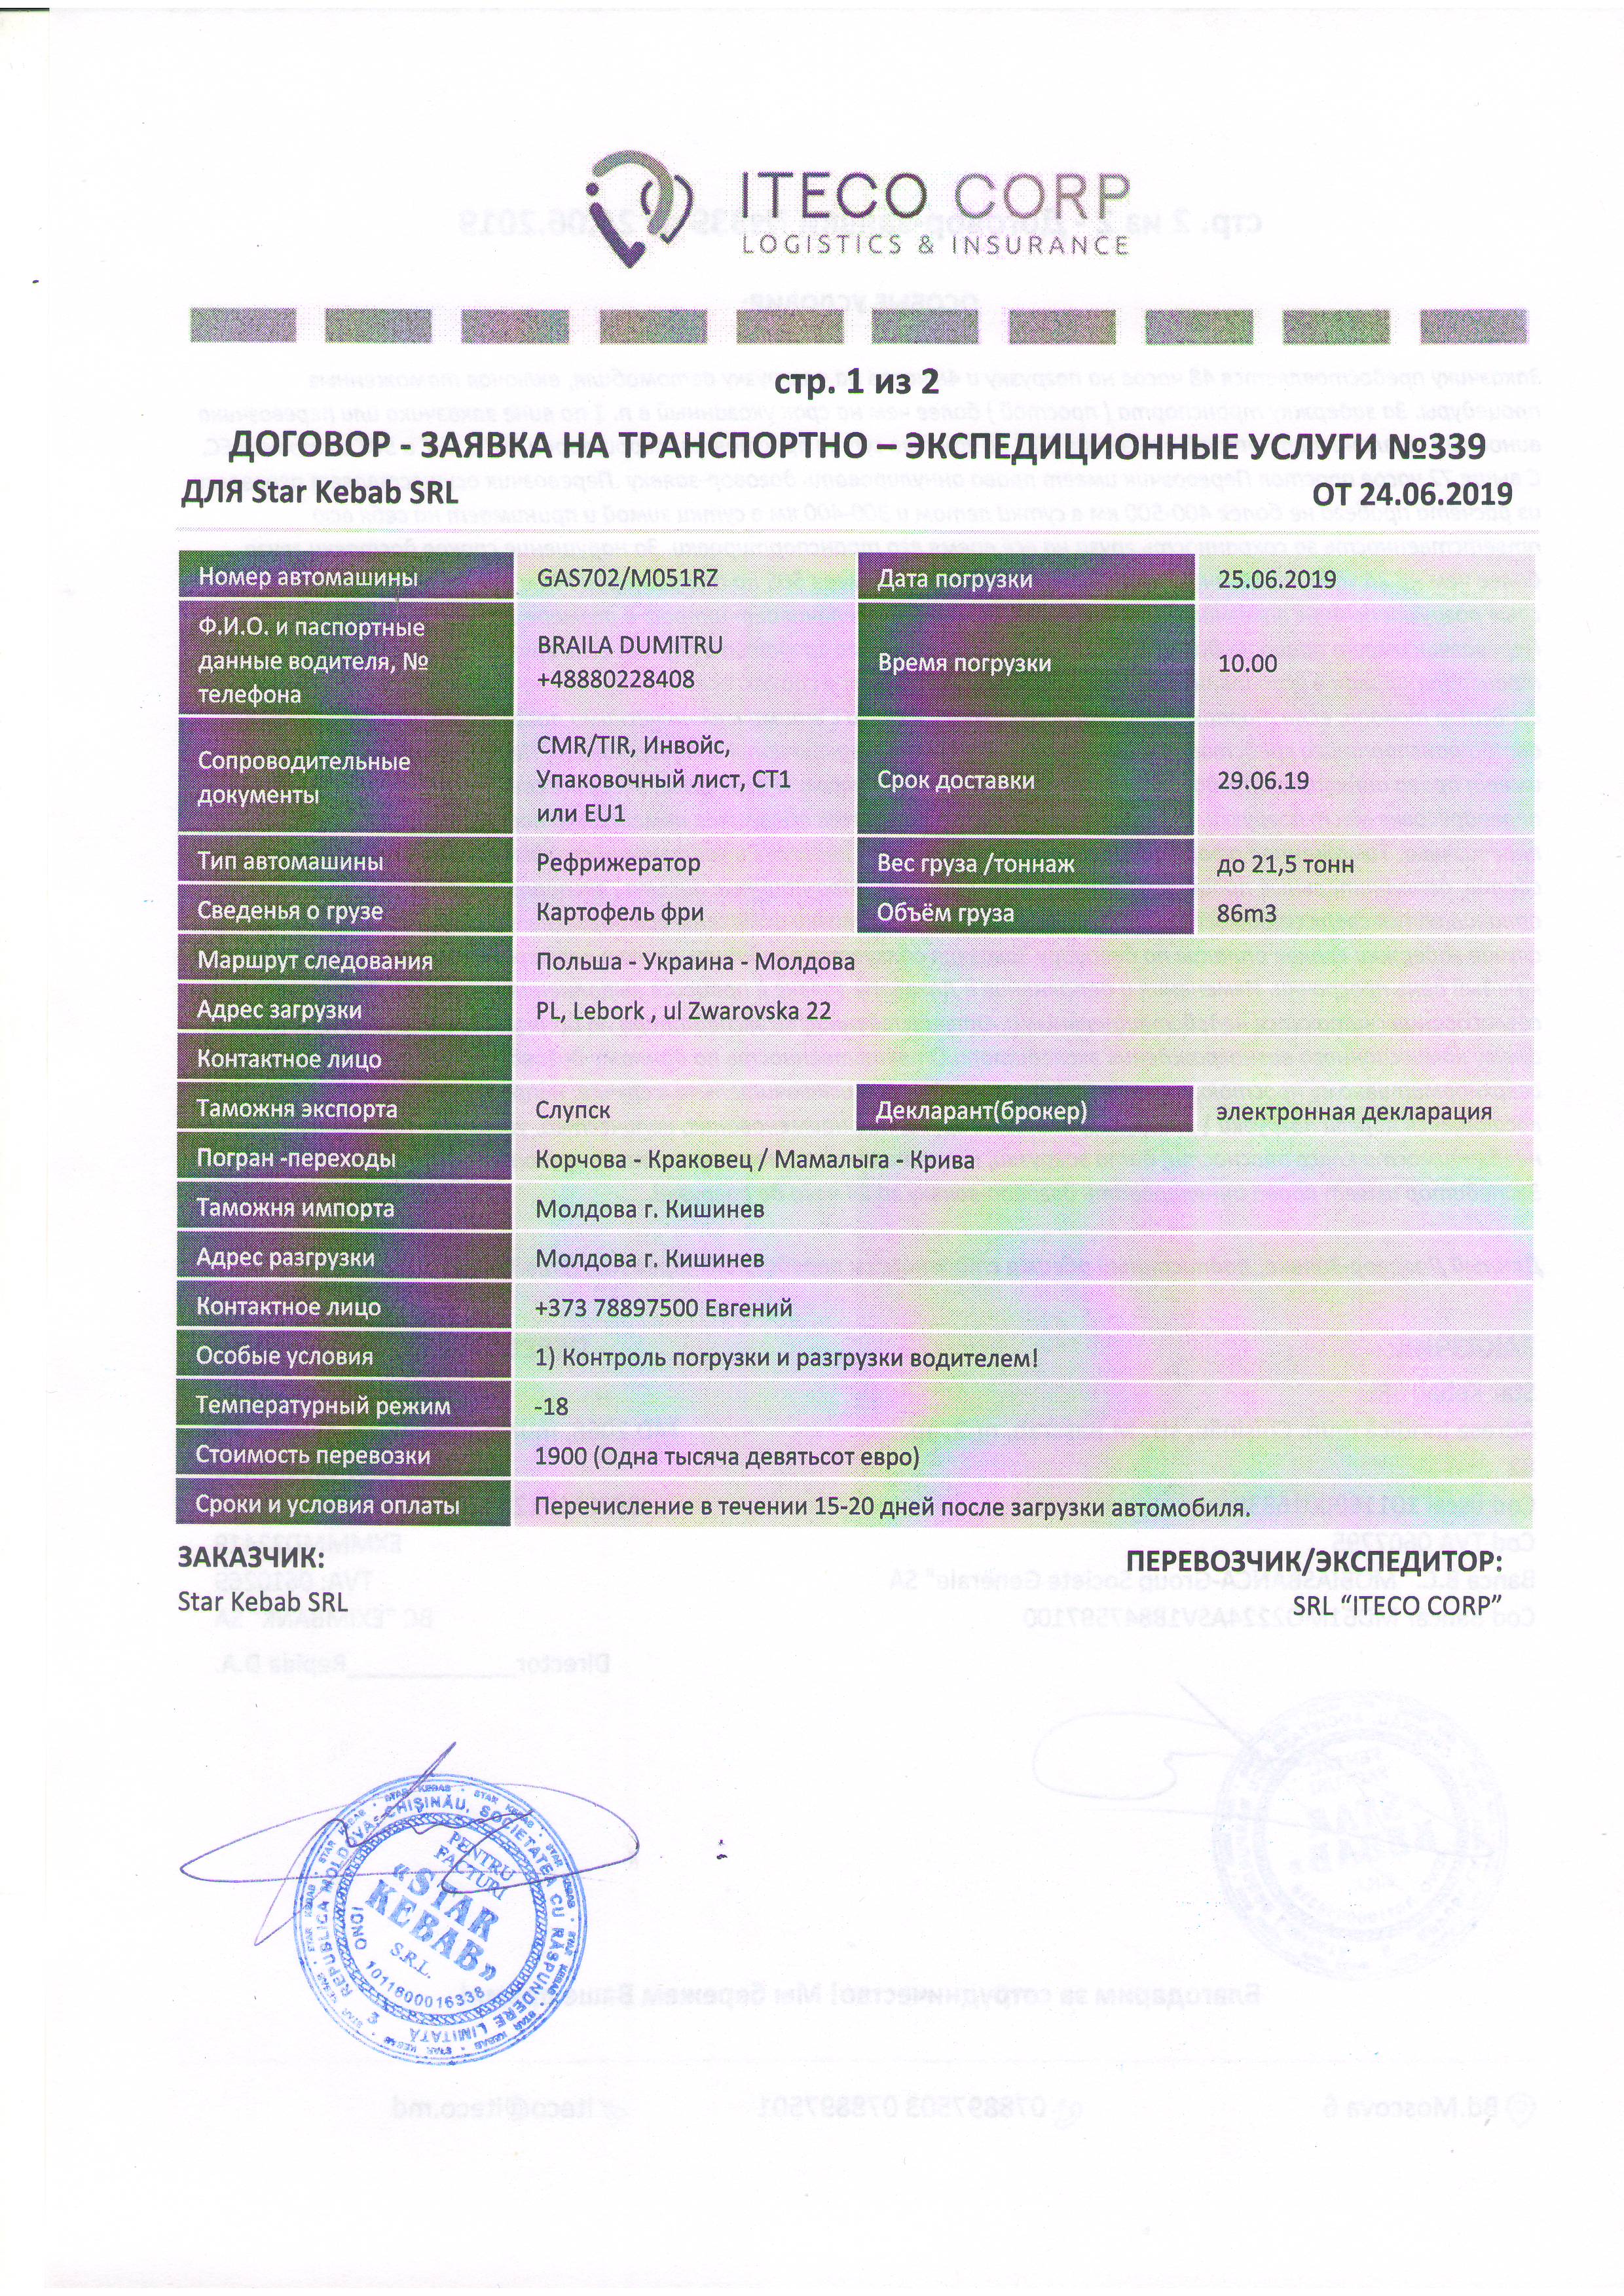 ITECO CORP
LOGISTICS & INSURANCE
стр. 1 из 2
ДОГОВОР - ЗАЯВКА НА ТРАНСПОРТНО – ЭКСПЕДИЦИОННЫЕ УСЛУГИ №339
ДЛЯ Star Kebab SRL ОТ 24.06.2019
Номер автомашины GAS702/M051RZ Дата погрузки 25.06.2019
Ф.И.О. и паспортные
данные водителя, №
телефона
BRAILA DUMITRU
+48880228408
Время погрузки 10.00
Сопроводительные
документы
CMR/TIR, Инвойс,
Упаковочный лист, СТ1
или EU1
Срок доставки 29.06.19
Тип автомашины Рефрижератор Вес груза /тоннаж до 21,5 тонн
Сведенья о грузе Картофель фри Объём груза 86m3
Маршрут следования Польша - Украина - Молдова
Адрес загрузки PL, Lebork , ul Zwarovska 22
Контактное лицо
Таможня экспорта Слупск Декларант(брокер) электронная декларация
Погран -переходы Корчова - Краковец / Мамалыга - Крива
Таможня импорта Молдова г. Кишинев
Адрес разгрузки Молдова г. Кишинев
Контактное лицо +373 78897500 Евгений
Особые условия 1) Контроль погрузки и разгрузки водителем!
Температурный режим -18
Стоимость перевозки 1900 (Одна тысяча девятьсот евро)
Сроки и условия оплаты Перечисление в течении 15-20 дней после загрузки автомобиля.
ЗАКАЗЧИК: ПЕРЕВОЗЧИК/ЭКСПЕДИТОР:
Star Kebab SRL SRL “ITECO CORP”
REPUBLICA MOLDOVA, CHIȘINĂU, SOCIETATEA CU RĂSPUNDERE LIMITATĂ
PENTRU
FACTURI
«STAR
KEBAB»
S.R.L.
1011600016338
3